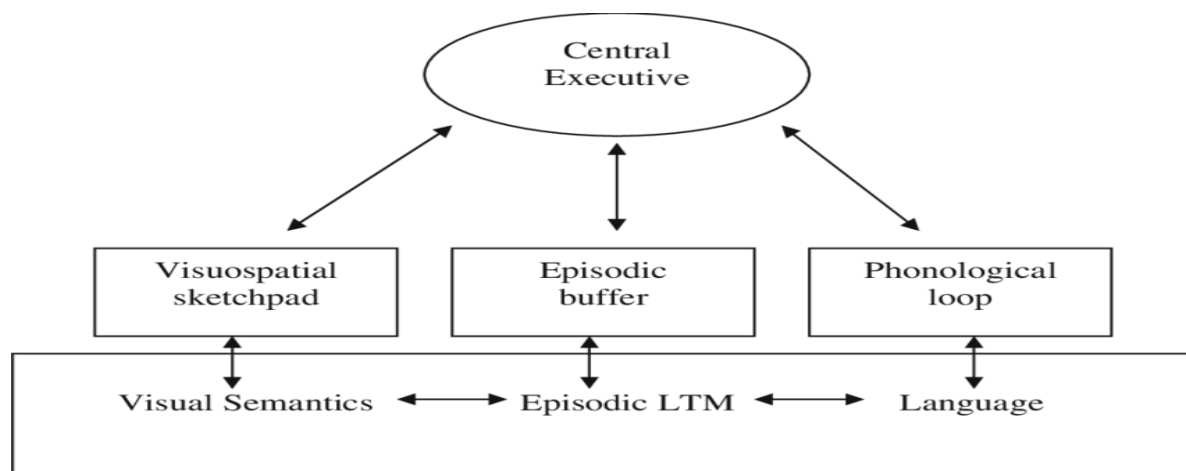 Central
Executive
Visuospatial
sketchpad
Episodic
buffer
Phonological
loop
Visual Semantics
Episodic LTM
Language